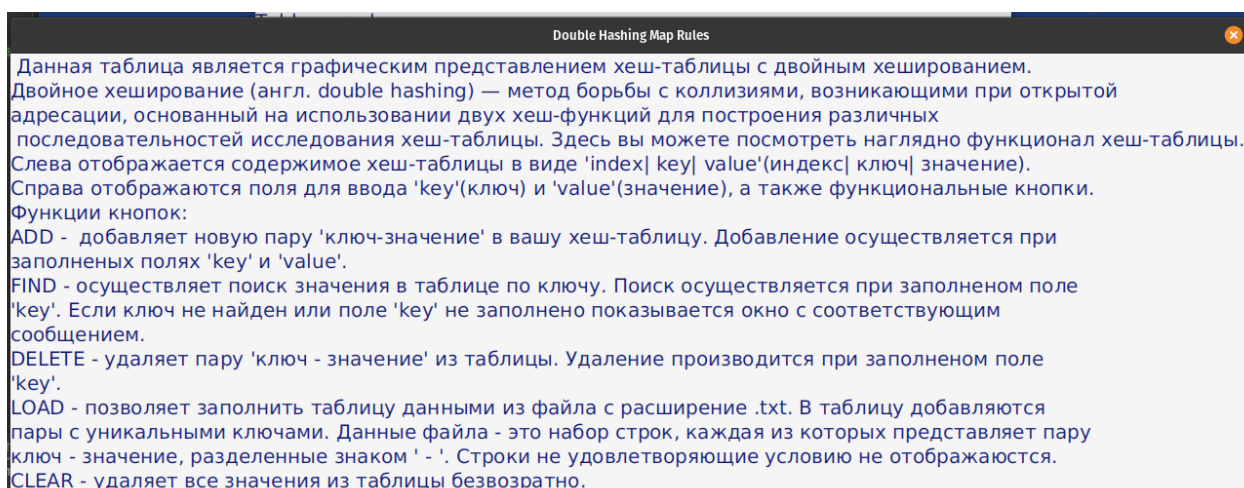 Double Hashing Map Rules
Данная таблица является графическим представлением хеш-таблицы с двойным хешированием.
Двойное хеширование (англ. double hashing) — метод борьбы с коллизиями, возникающими при открытой
адресации, основанный на использовании двух хеш-функций для построения различных
последовательностей исследования хеш-таблицы. Здесь вы можете посмотреть наглядно функционал хеш-таблицы.
Слева отображается содержимое хеш-таблицы в виде 'index| key| value'(индекс| ключ| значение).
Справа отображаются поля для ввода 'key'(ключ) и 'value'(значение), а также функциональные кнопки.
Функции кнопок:
ADD -  добавляет новую пару 'ключ-значение' в вашу хеш-таблицу. Добавление осуществляется при
заполненых полях 'key' и 'value'.
FIND - осуществляет поиск значения в таблице по ключу. Поиск осуществляется при заполненом поле
'key'. Если ключ не найден или поле 'key' не заполнено показывается окно с соответствующим
сообщением.
DELETE - удаляет пару 'ключ - значение' из таблицы. Удаление производится при заполненом поле
'key'.
LOAD - позволяет заполнить таблицу данными из файла с расширение .txt. В таблицу добавляются
пары с уникальными ключами. Данные файла - это набор строк, каждая из которых представляет пару
ключ - значение, разделенные знаком ' - '. Строки не удовлетворяющие условию не отображаюстся.
CLEAR - удаляет все значения из таблицы безвозратно.